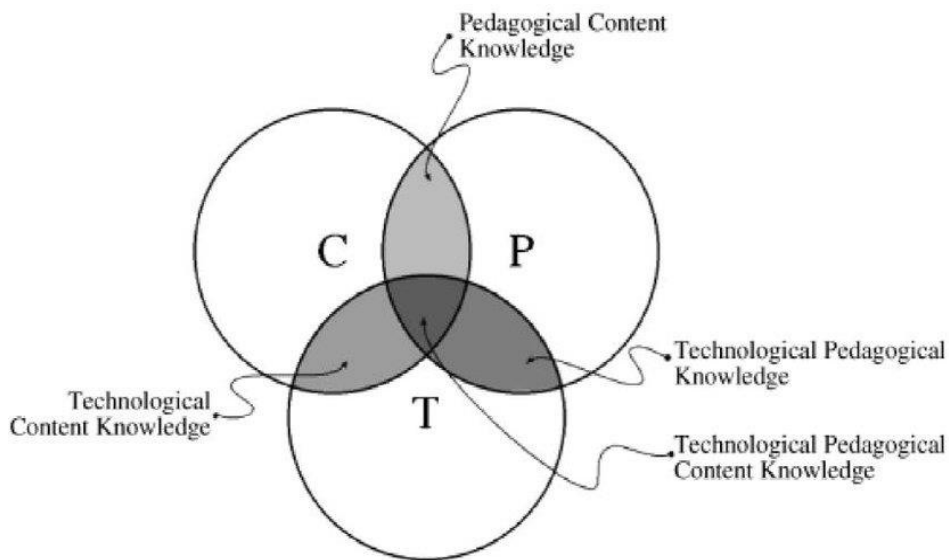 Pedagogical Content
Knowledge
C
P
Technological Pedagogical
Knowledge
Technological
Content Knowledge
T
Technological Pedagogical
Content Knowledge